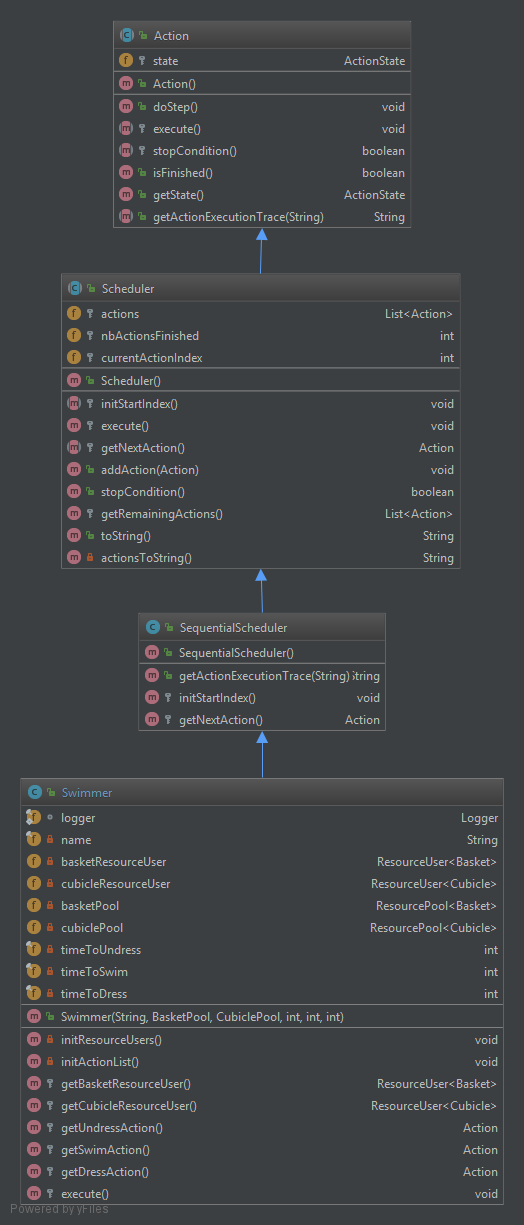 Action
state ActionState
Action()
doStep() void
execute() void
stopCondition() boolean
isFinished() boolean
getState() ActionState
getActionExecutionTrace(String) String
Scheduler
actions List<Action>
nbActionsFinished int
currentActionIndex int
Scheduler()
initStartIndex() void
execute() void
getNextAction() Action
addAction(Action) void
stopCondition() boolean
getRemainingActions() List<Action>
toString() String
actionsToString() String
SequentialScheduler
SequentialScheduler()
getActionExecutionTrace(String) String
initStartIndex() void
getNextAction() Action
Swimmer
logger Logger
name String
basketResourceUser ResourceUser<Basket>
cubicleResourceUser ResourceUser<Cubicle>
basketPool ResourcePool<Basket>
cubiclePool ResourcePool<Cubicle>
timeToUndress int
timeToSwim int
timeToDress int
Swimmer(String, BasketPool, CubiclePool, int, int, int)
initResourceUsers() void
initActionList() void
getBasketResourceUser() ResourceUser<Basket>
getCubicleResourceUser() ResourceUser<Cubicle>
getUndressAction() Action
getSwimAction() Action
getDressAction() Action
execute() void
Powered by yFiles